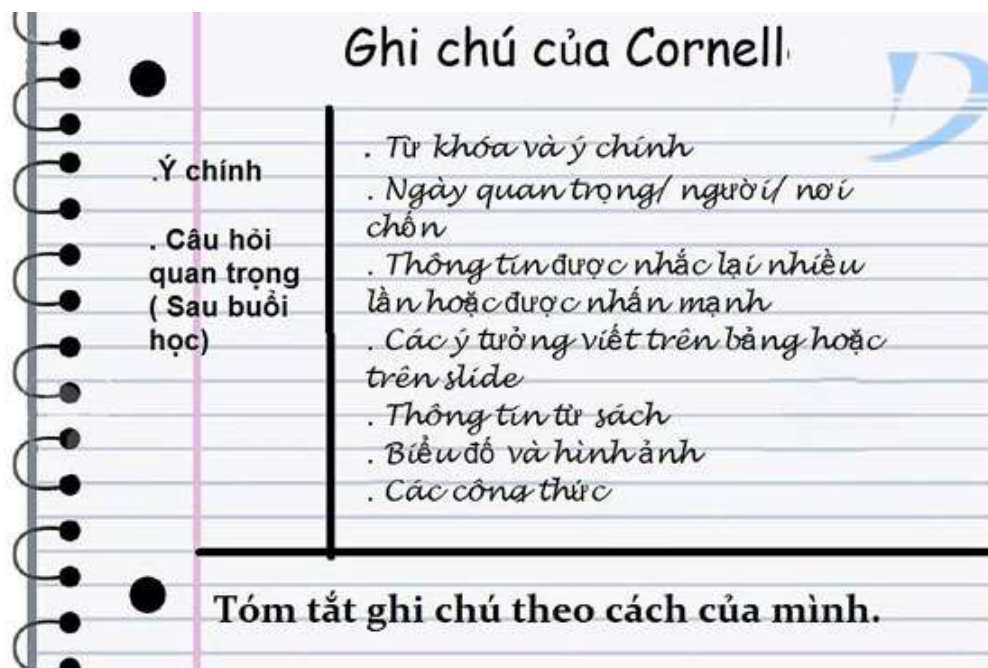 Ghi chú của Cornell
.Ý chính
. Câu hỏi
quan trọng
( Sau buổi
học)
. Từ khóa và ý chính
. Ngày quan trọng/ người/ nơi
chốn
. Thông tin được nhắc lại nhiều
lần hoặc được nhấn mạnh
. Các ý tưởng viết trên bảng hoặc
trên slide
. Thông tin từ sách
. Biểu đồ và hình ảnh
. Các công thức
Tóm tắt ghi chú theo cách của mình.